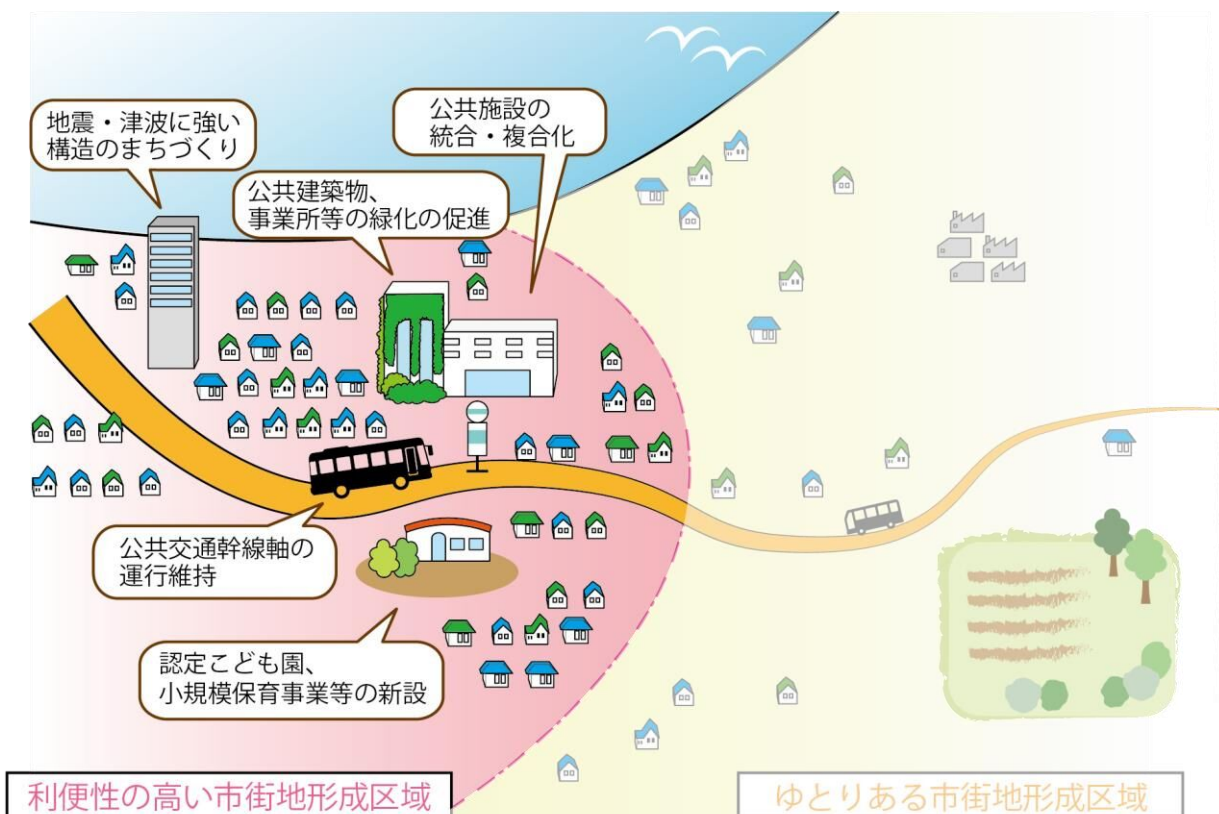 地震・津波に強い
構造のまちづくり
公共施設の
統合・複合化
公共建築物、
事業所等の緑化の促進
公共交通幹線軸の
運行維持
認定こども園、
小規模保育事業等の新設
利便性の高い市街地形成区域
ゆとりある市街地形成区域